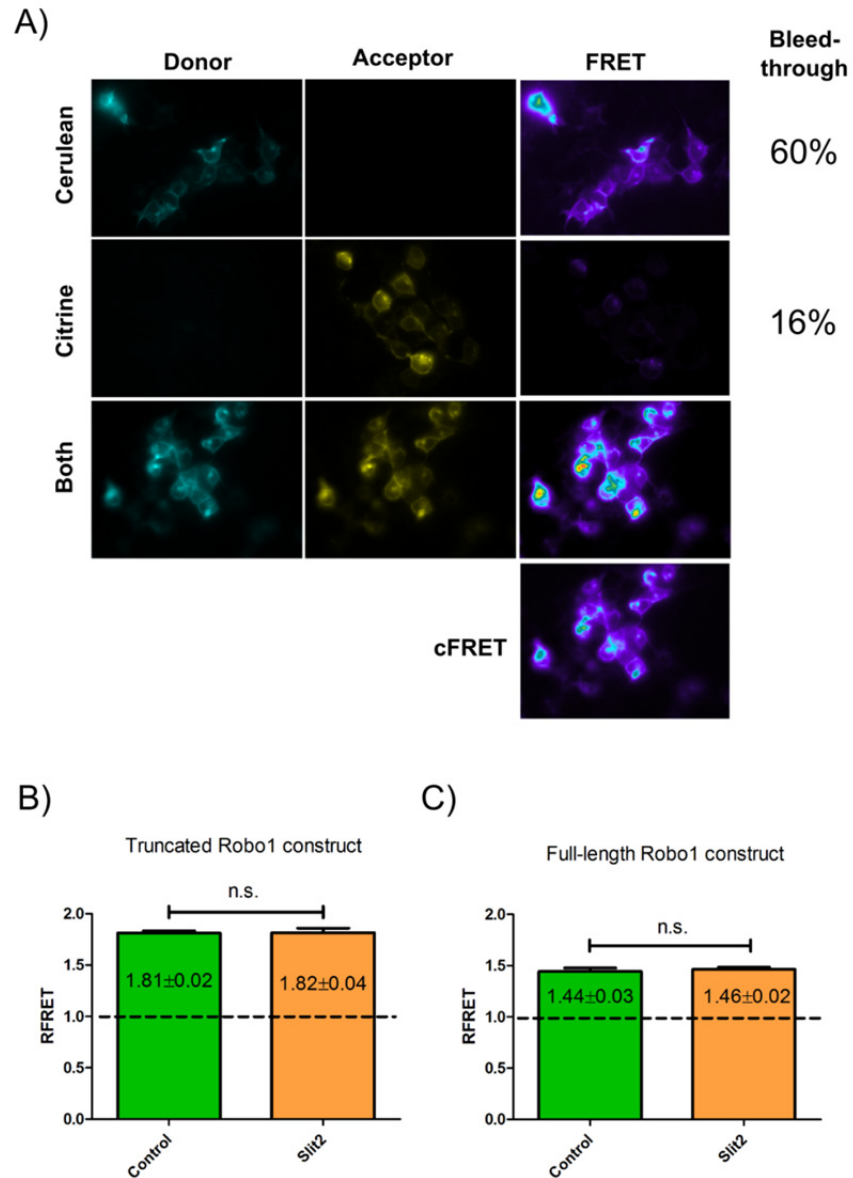 A)
Donor Acceptor FRET Bleed-
through
Cerulean 60%
Citrine 16%
Both
cFRET
B)
Truncated Robo1 construct
n.s.
RFRET
2.0
1.5
1.0
0.5
0.0
1.81±0.02 1.82±0.04
Control Slit2
C)
Full-length Robo1 construct
n.s.
RFRET
2.0
1.5
1.0
0.5
0.0
1.44±0.03 1.46±0.02
Control Slit2